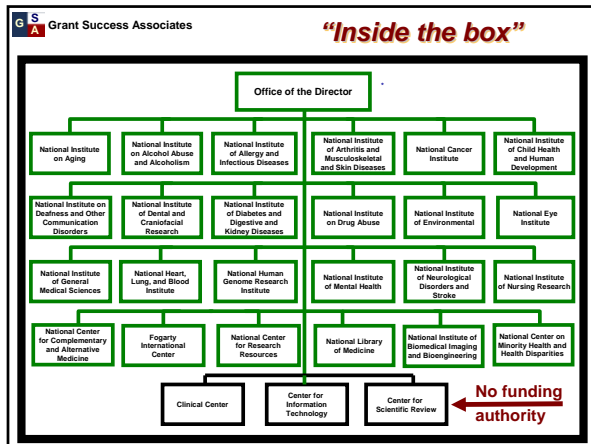 G S A Grant Success Associates
"Inside the box"
Office of the Director
National Institute
on Aging
National Institute
on Alcohol Abuse
and Alcoholism
National Institute
of Allergy and
Infectious Diseases
National Institute
of Arthritis and
Musculoskeletal
and Skin Diseases
National Cancer
Institute
National Institute
of Child Health
and Human
Development
National Institute on
Deafness and Other
Communication
Disorders
National Institute
of Dental and
Craniofacial
Research
National Institute
of Diabetes and
Digestive and
Kidney Diseases
National Institute
on Drug Abuse
National Institute
of Environmental
National Eye
Institute
National Institute
of General
Medical Sciences
National Heart,
Lung, and Blood
Institute
National Human
Genome Research
Institute
National Institute
of Mental Health
National Institute
of Neurological
Disorders and
Stroke
National Institute
of Nursing Research
National Center
for Complementary
and Alternative
Medicine
Fogarty
International
Center
National Center
for Research
Resources
National Library
of Medicine
National Institute of
Biomedical Imaging
and Bioengineering
National Center on
Minority Health and
Health Disparities
Clinical Center
Center for
Information
Technology
Center for
Scientific Review
No funding
authority